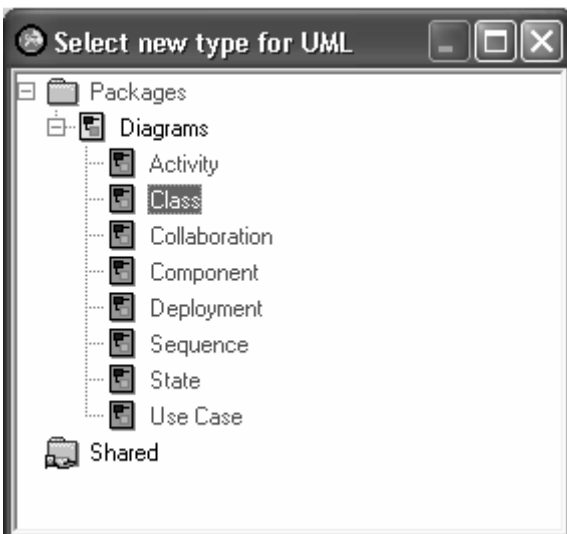 Select new type for UML
Packages
Diagrams
Activity
Class
Collaboration
Component
Deployment
Sequence
State
Use Case
Shared